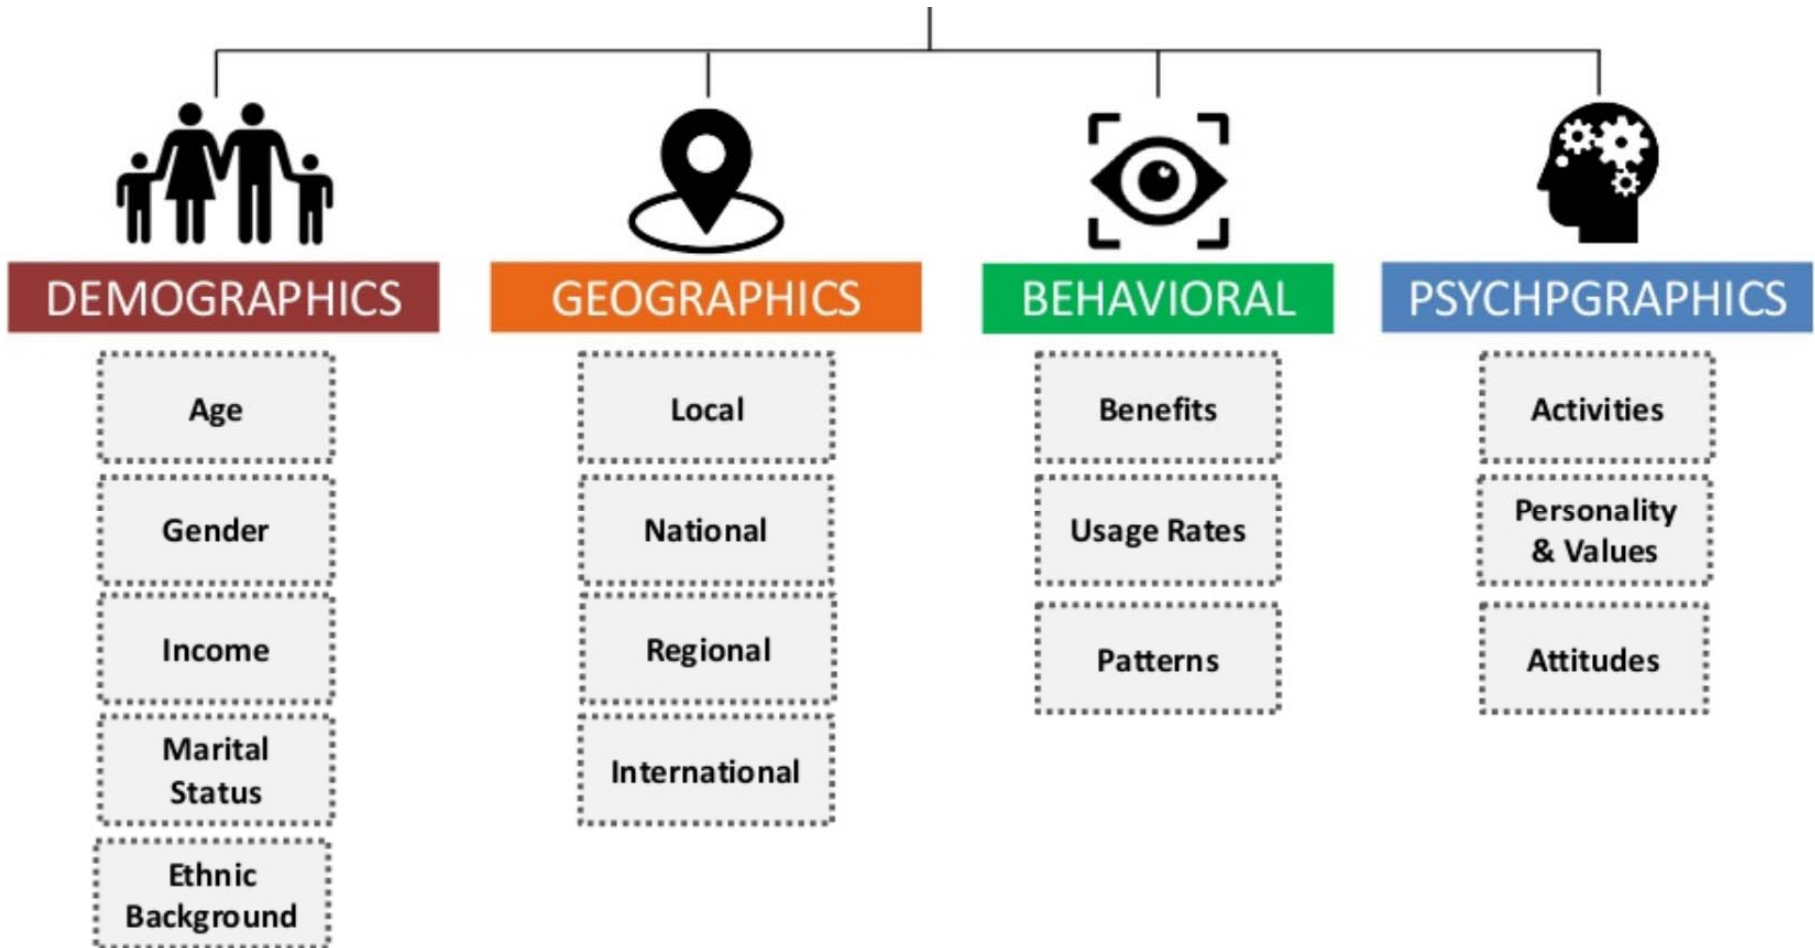 DEMOGRAPHICS
Age
Gender
Income
Marital
Status
Ethnic
Background
GEOGRAPHICS
Local
National
Regional
International
BEHAVIORAL
Benefits
Usage Rates
Patterns
PSYCHPGRAPHICS
Activities
Personality
& Values
Attitudes